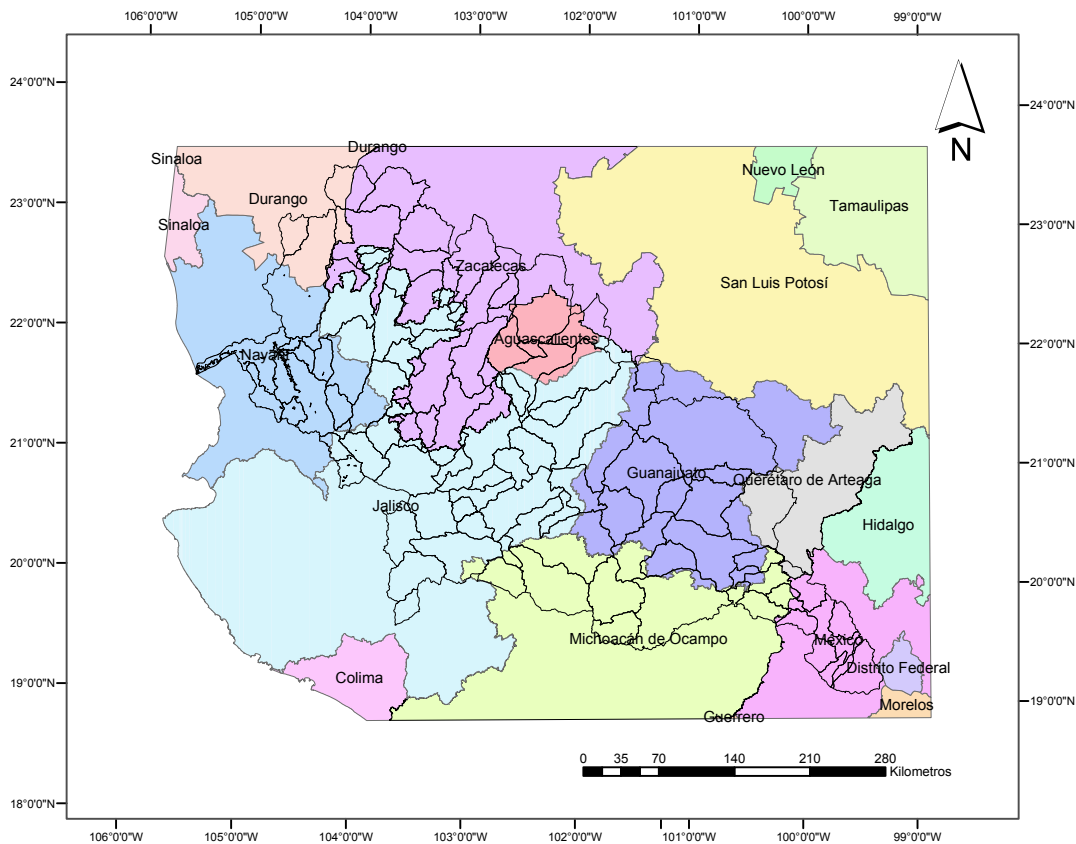 106°0'0"W 105°0'0"W 104°0'0"W 103°0'0"W 102°0'0"W 101°0'0"W 100°0'0"W 99°0'0"W
24°0'0"N
24°0'0"N
N
Durango
Sinaloa
Nuevo León
Durango
Tamaulipas
23°0'0"N
Sinaloa
23°0'0"N
Zacatecas
San Luis Potosí
22°0'0"N
Aguascalientes
22°0'0"N
Nayarit
21°0'0"N
21°0'0"N
Guanajuato
Querétaro de Arteaga
Jalisco
Hidalgo
20°0'0"N
20°0'0"N
Michoacán de Ocampo
México
Distrito Federal
Colima
19°0'0"N
19°0'0"N
Morelos
Guerrero
0 35 70 140 210 280
Kilometros
18°0'0"N
106°0'0"W 105°0'0"W 104°0'0"W 103°0'0"W 102°0'0"W 101°0'0"W 100°0'0"W 99°0'0"W